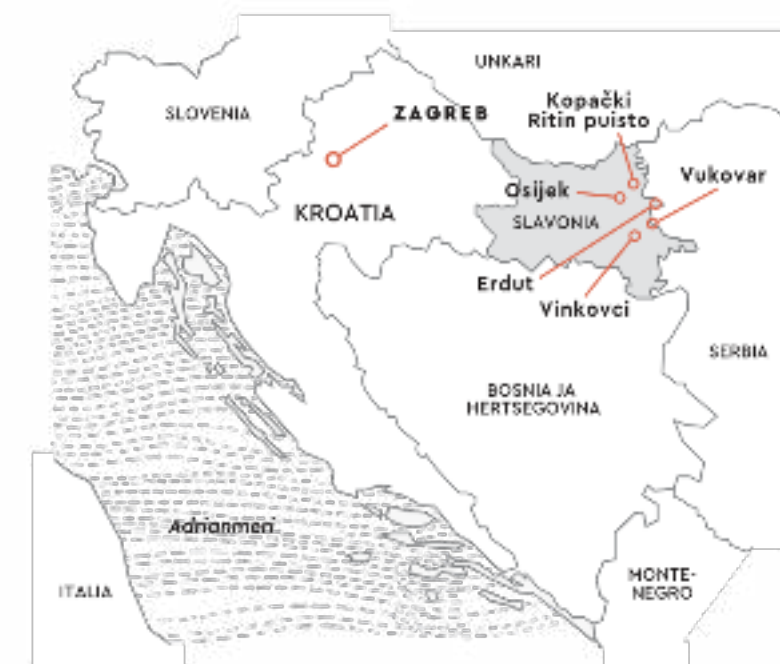 UNKARI
SLOVENIA
ZAGREB
Kopački
Ritin puisto
Vukovar
Osijek
KROATIA
SLAVONIA
Erdut
Vinkovci
SERBIA
BOSNIA JA
HERTSEGOVINA
Adrianmeri
ITALIA
MONTE-
NEGRO